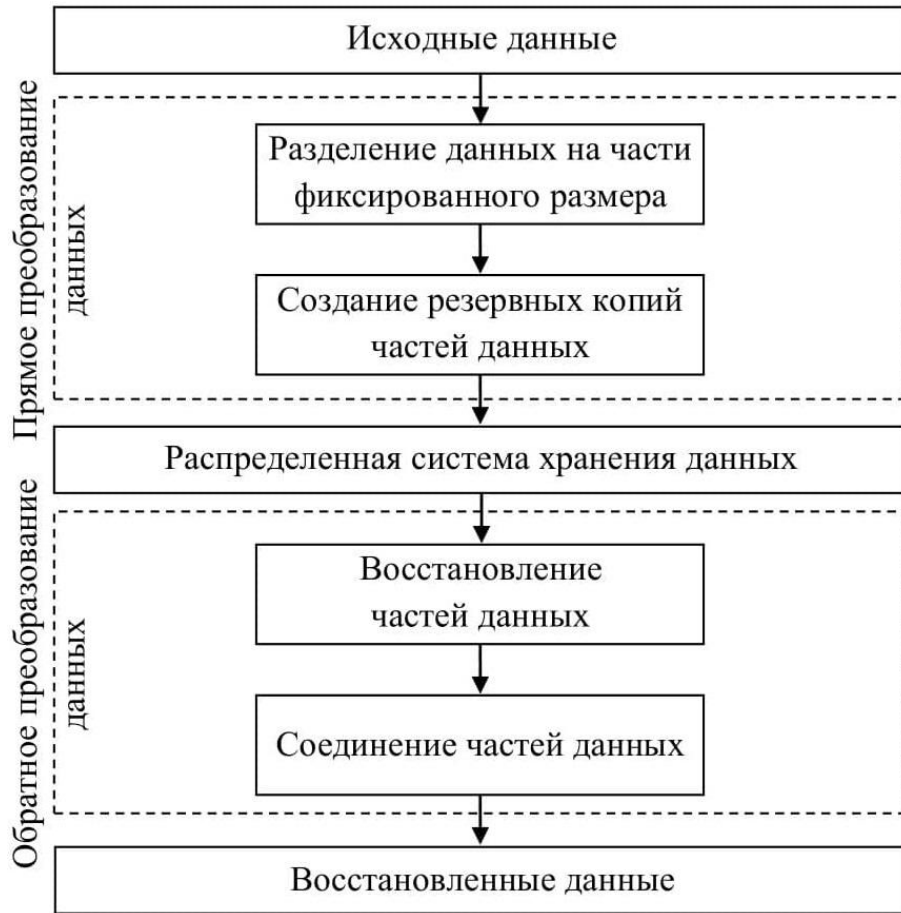 Исходные данные
Прямое преобразование
данных
Разделение данных на части
фиксированного размера
Создание резервных копий
частей данных
Распределенная система хранения данных
Обратное преобразование
данных
Восстановление
частей данных
Соединение частей данных
Восстановленные данные